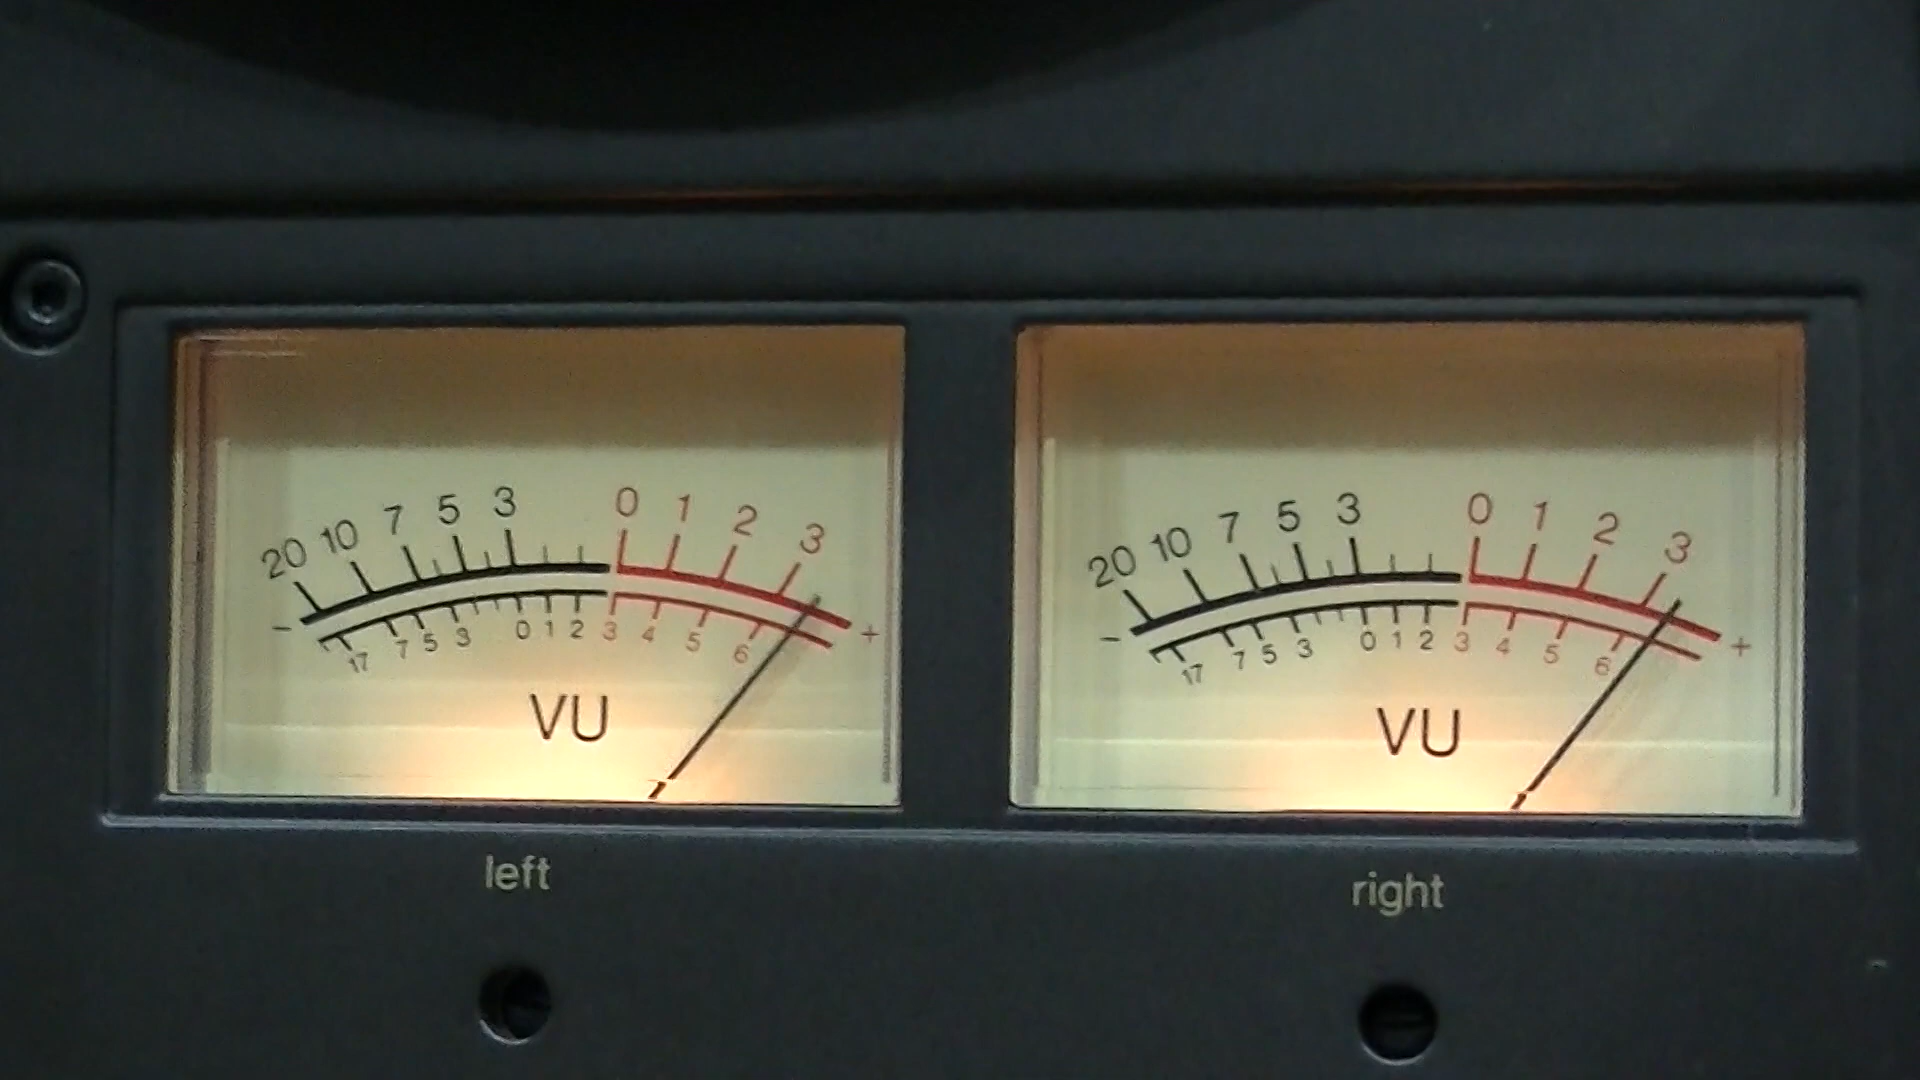 20 10 7 5 3 0 1 2 3
- 17 7 5 3 0 1 2 3 4 5 6 +
VU
left
20 10 7 5 3 0 1 2 3
- 17 7 5 3 0 1 2 3 4 5 6 +
VU
right